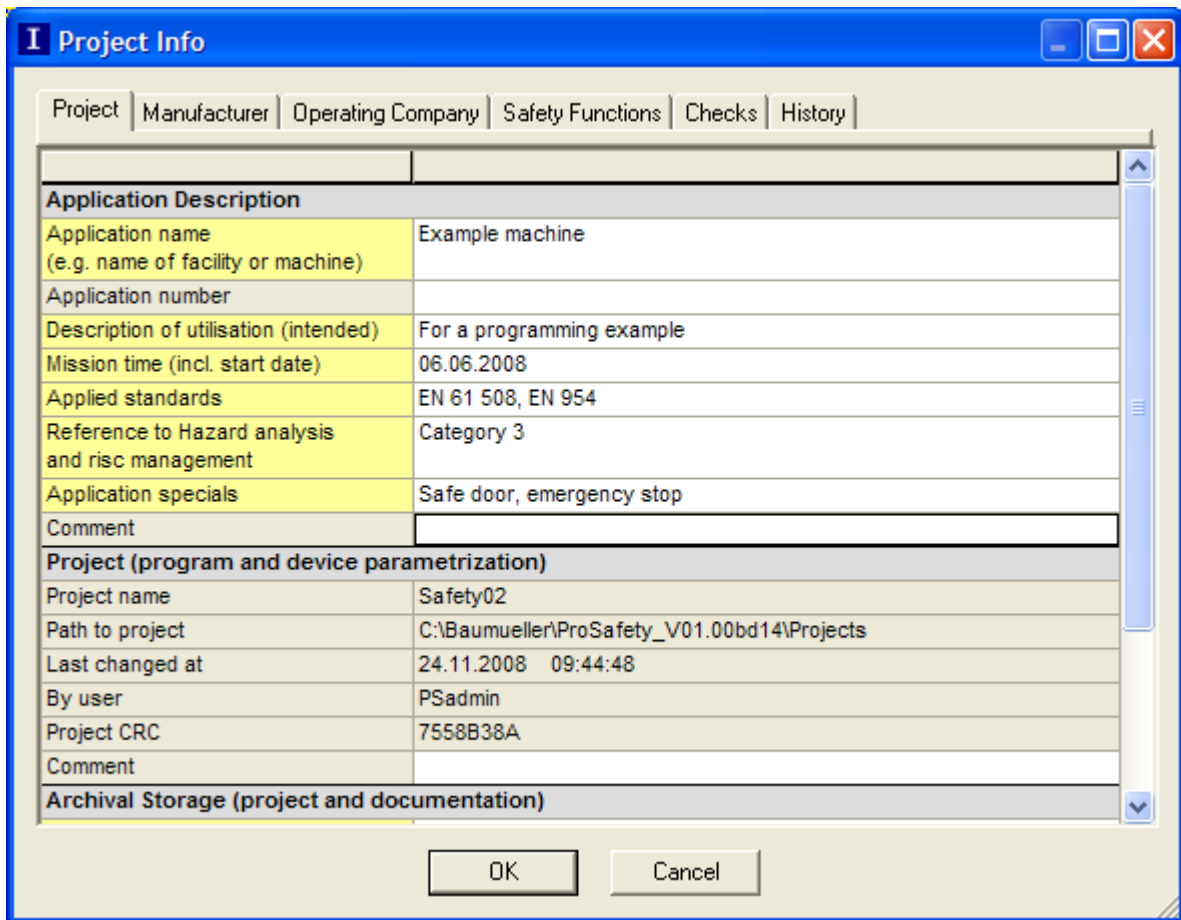 I Project Info
Project Manufacturer Operating Company Safety Functions Checks History
Application Description
Application name Example machine
(e.g. name of facility or machine)
Application number
Description of utilisation (intended) For a programming example
Mission time (incl. start date) 06.06.2008
Applied standards EN 61 508, EN 954
Reference to Hazard analysis Category 3
and risc management
Application specials Safe door, emergency stop
Comment
Project (program and device parametrization)
Project name Safety02
Path to project C:\Baumueller\ProSafety_V01.00bd14\Projects
Last changed at 24.11.2008 09:44:48
By user PSadmin
Project CRC 7558B38A
Comment
Archival Storage (project and documentation)
OK Cancel